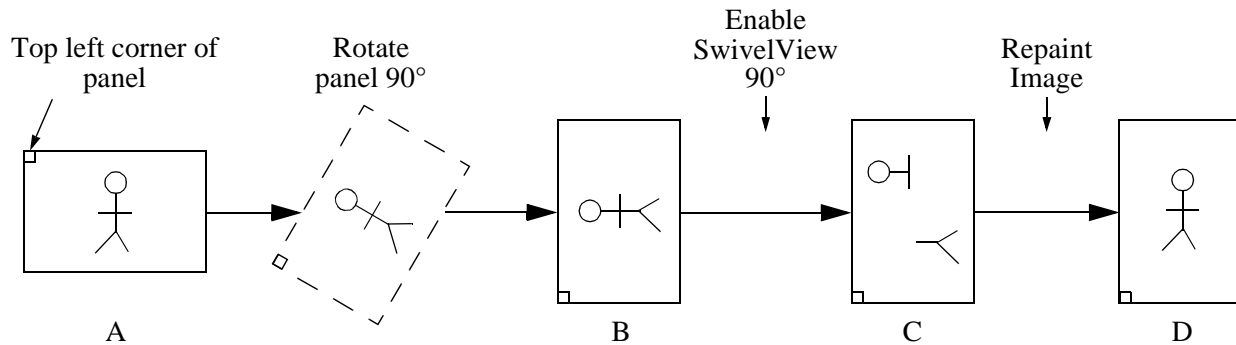 Top left corner of
panel
Rotate
panel 90°
Enable
SwivelView
90°
Repaint
Image
A
B
C
D